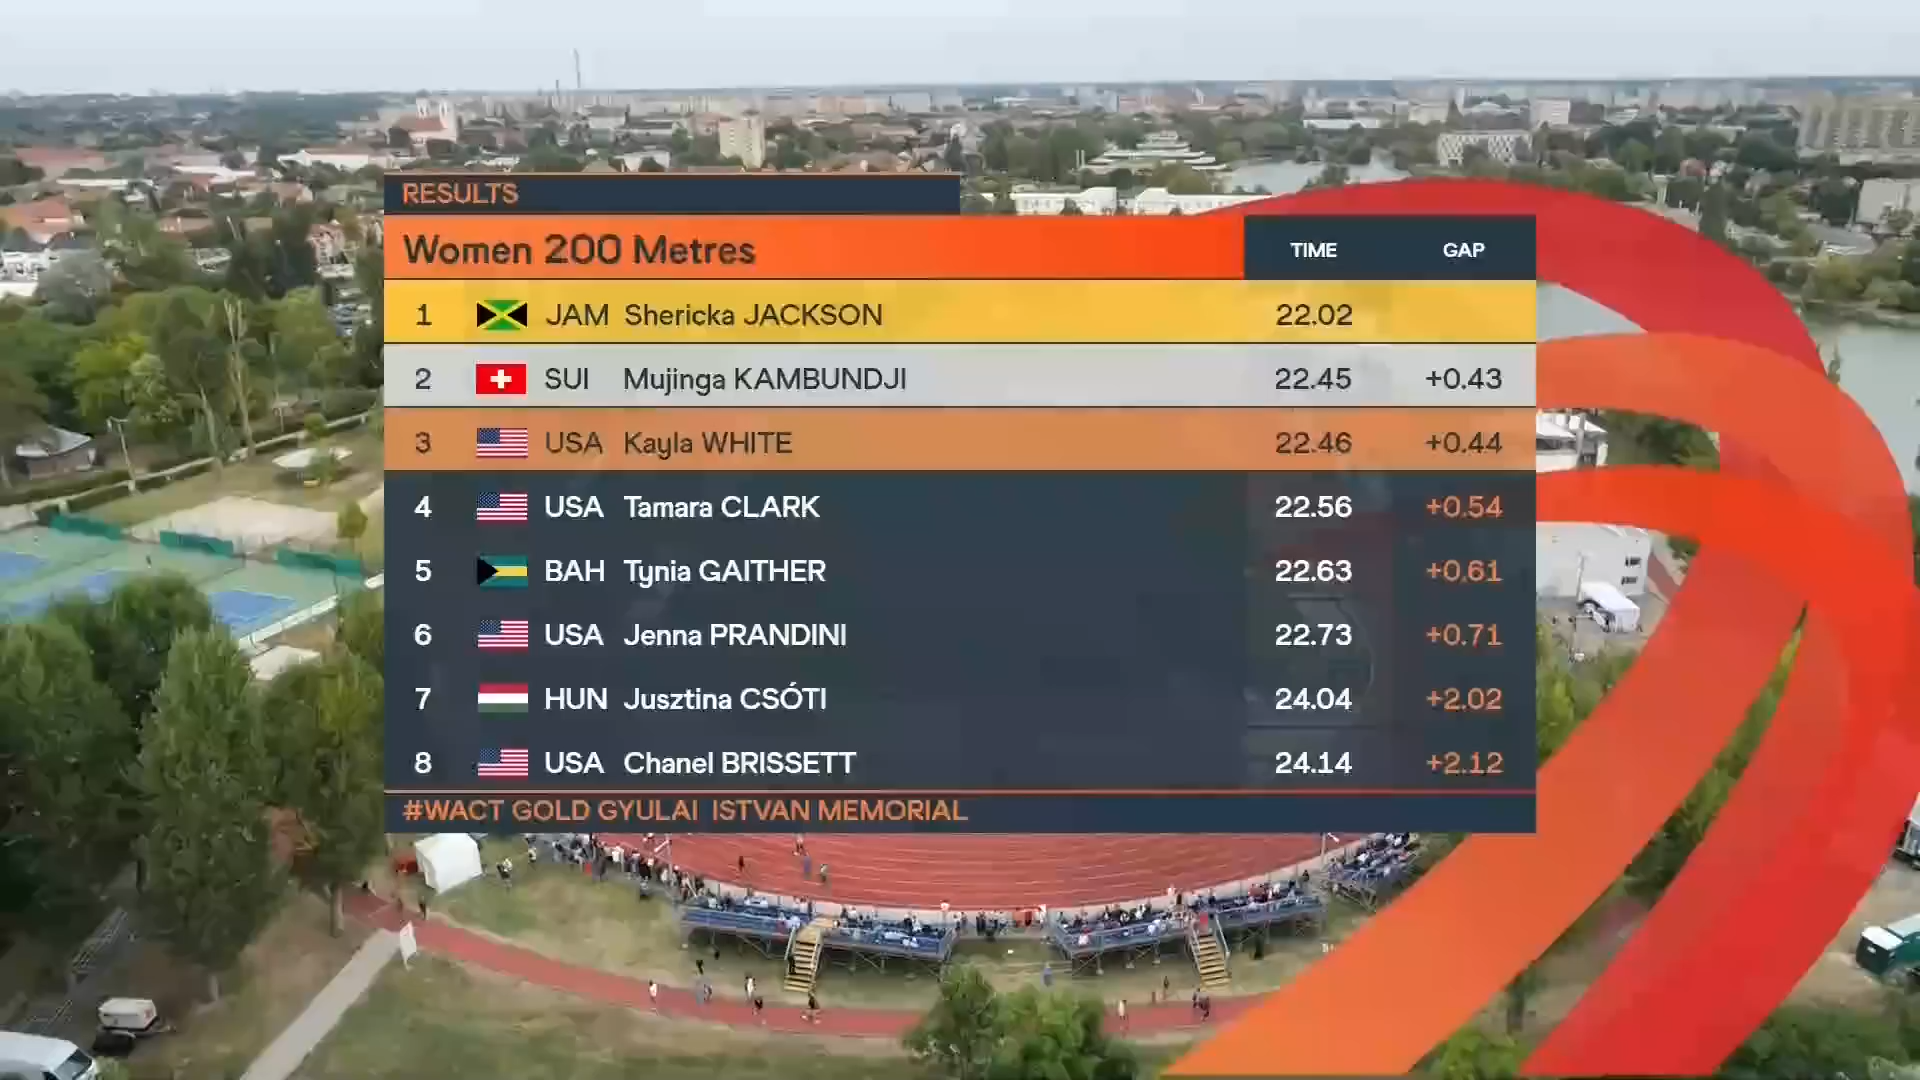 RESULTS
Women 200 Metres TIME GAP
1 JAM Shericka JACKSON 22.02
2 SUI Mujinga KAMBUNDJI 22.45 +0.43
3 USA Kayla WHITE 22.46 +0.44
4 USA Tamara CLARK 22.56 +0.54
5 BAH Tynia GAITHER 22.63 +0.61
6 USA Jenna PRANDINI 22.73 +0.71
7 HUN Jusztina CSÓTI 24.04 +2.02
8 USA Chanel BRISSETT 24.14 +2.12
#WACT GOLD GYULAI ISTVAN MEMORIAL